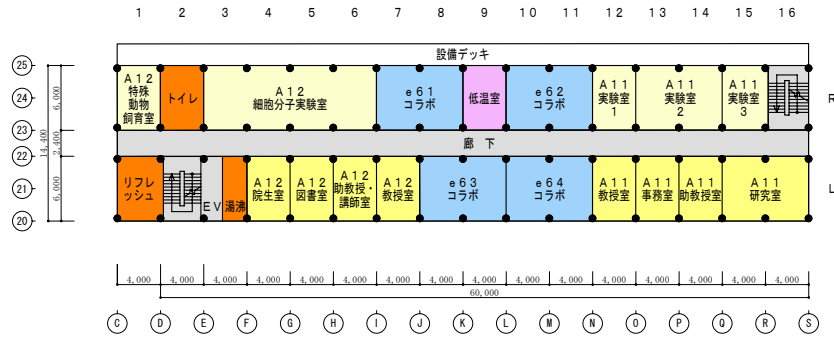 1 2 3 4 5 6 7 8 9 10 11 12 13 14 15 16
設備デッキ
25
24
23
22
21
20
6,000
2,400
6,000
14,400
A12
特殊
動物
飼育室
トイレ
A12
細胞分子実験室
e61
コラボ
低温室
e62
コラボ
A11
実験室
1
A11
実験室
2
A11
実験室
3
R
廊 下
リフレ
ッシュ
EV
湯沸
A12
院生室
A12
図書室
A12
助教授・
講師室
A12
教授室
e63
コラボ
e64
コラボ
A11
教授室
A11
事務室
A11
助教授室
A11
研究室
L
4,000 4,000 4,000 4,000 4,000 4,000 4,000 4,000 4,000 4,000 4,000 4,000 4,000 4,000 4,000 4,000
60,000
C D E F G H I J K L M N O P Q R S